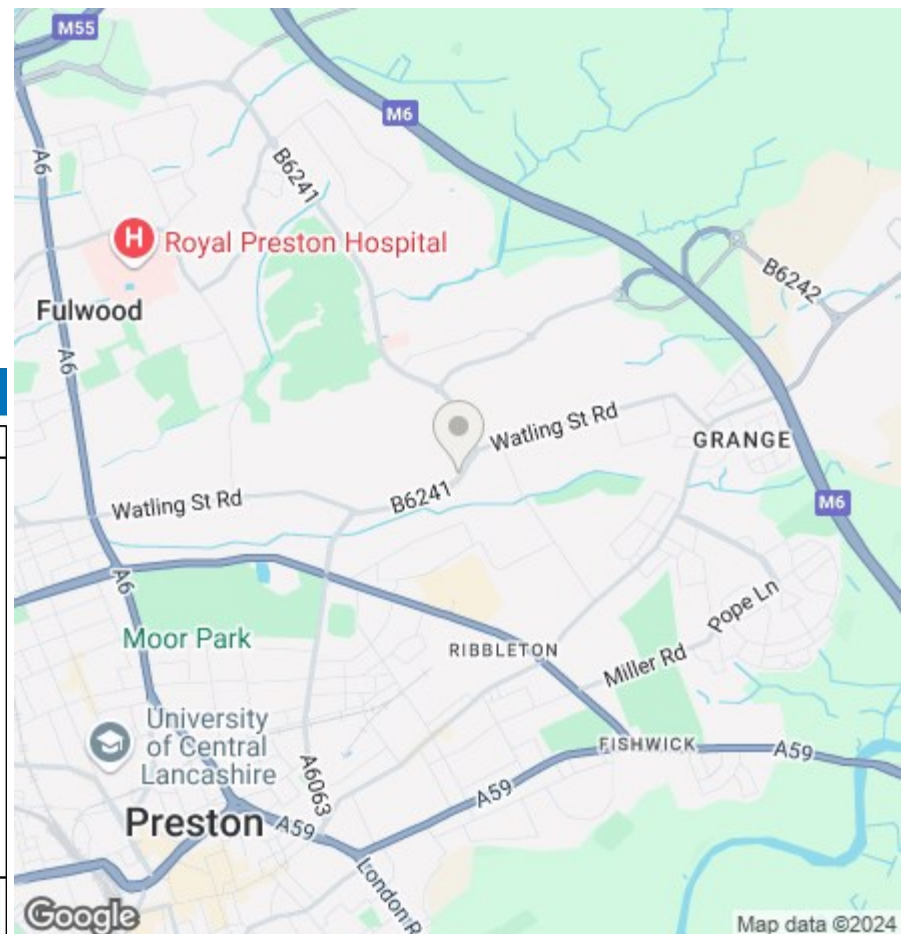 M55
M6
A6
B6241
H
Royal Preston Hospital
B6242
Fulwood
A6
Watling St Rd
GRANGE
Watling St Rd
B6241
M6
A6
Moor Park
RIBBLETON
Pope Ln
Miller Rd
University
of Central
Lancashire
A6063
FISHWICK
A59
A59
Preston
A59
London R
Google
Map data ©2024